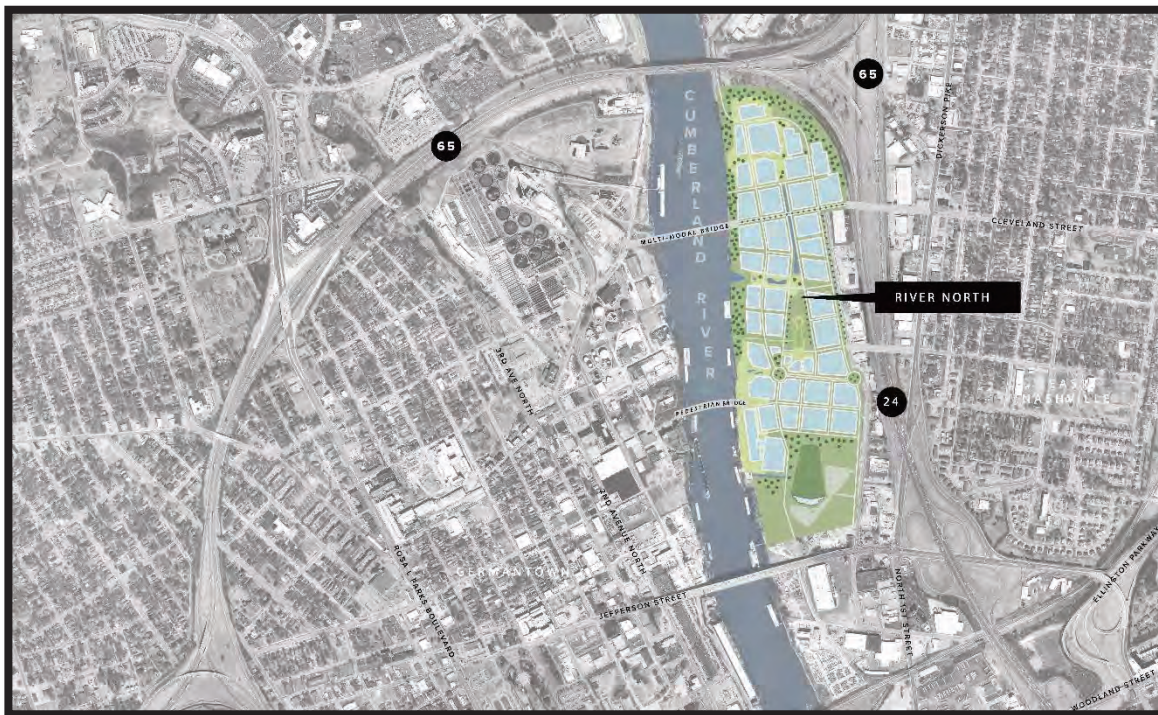 65
65
DICKERSON PIKE
CUMBERLAND RIVER
CLEVELAND STREET
MULTI-MODAL BRIDGE
RIVER NORTH
3RD AVE NORTH
EAST
NASHVILLE
24
PEDESTRIAN BRIDGE
2ND AVENUE NORTH
GERMANTOWN
ROSA L PARKS BOULEVARD
JEFFERSON STREET
NORTH 1ST STREET
ELLINGTON PARKWAY
WOODLAND STREET